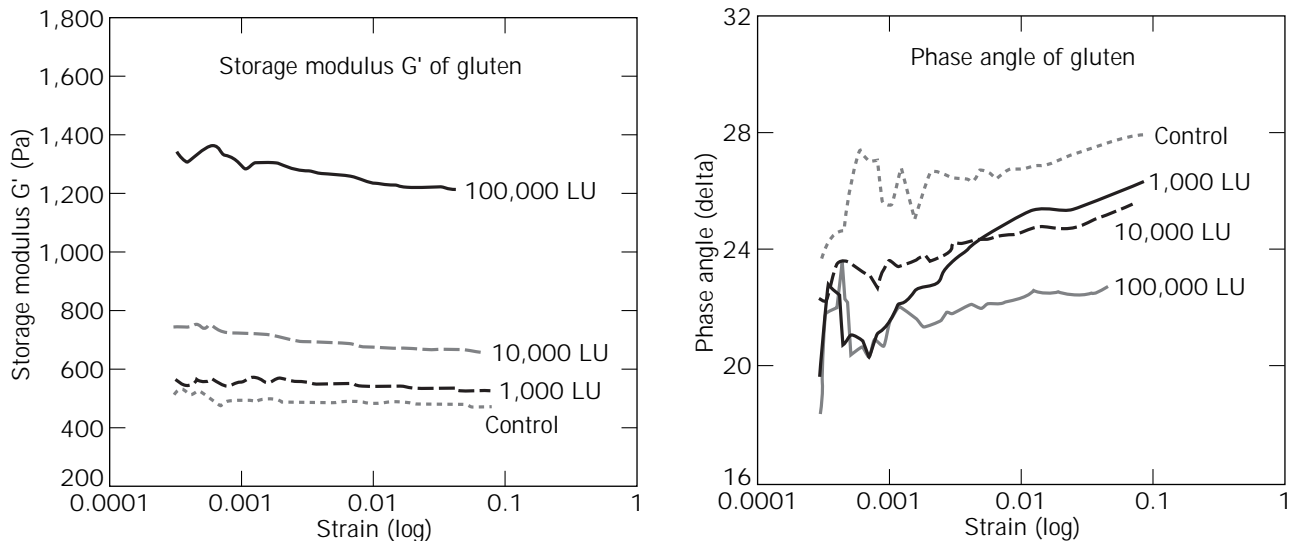 Storage modulus G' of gluten
Storage modulus G' (Pa)
1,800
1,600
1,400
1,200
1,000
800
600
400
200
100,000 LU
10,000 LU
1,000 LU
Control
0.0001
0.001
0.01
0.1
1
Strain (log)
Phase angle of gluten
Phase angle (delta)
32
28
24
20
16
Control
1,000 LU
10,000 LU
100,000 LU
0.0001
0.001
0.01
0.1
1
Strain (log)